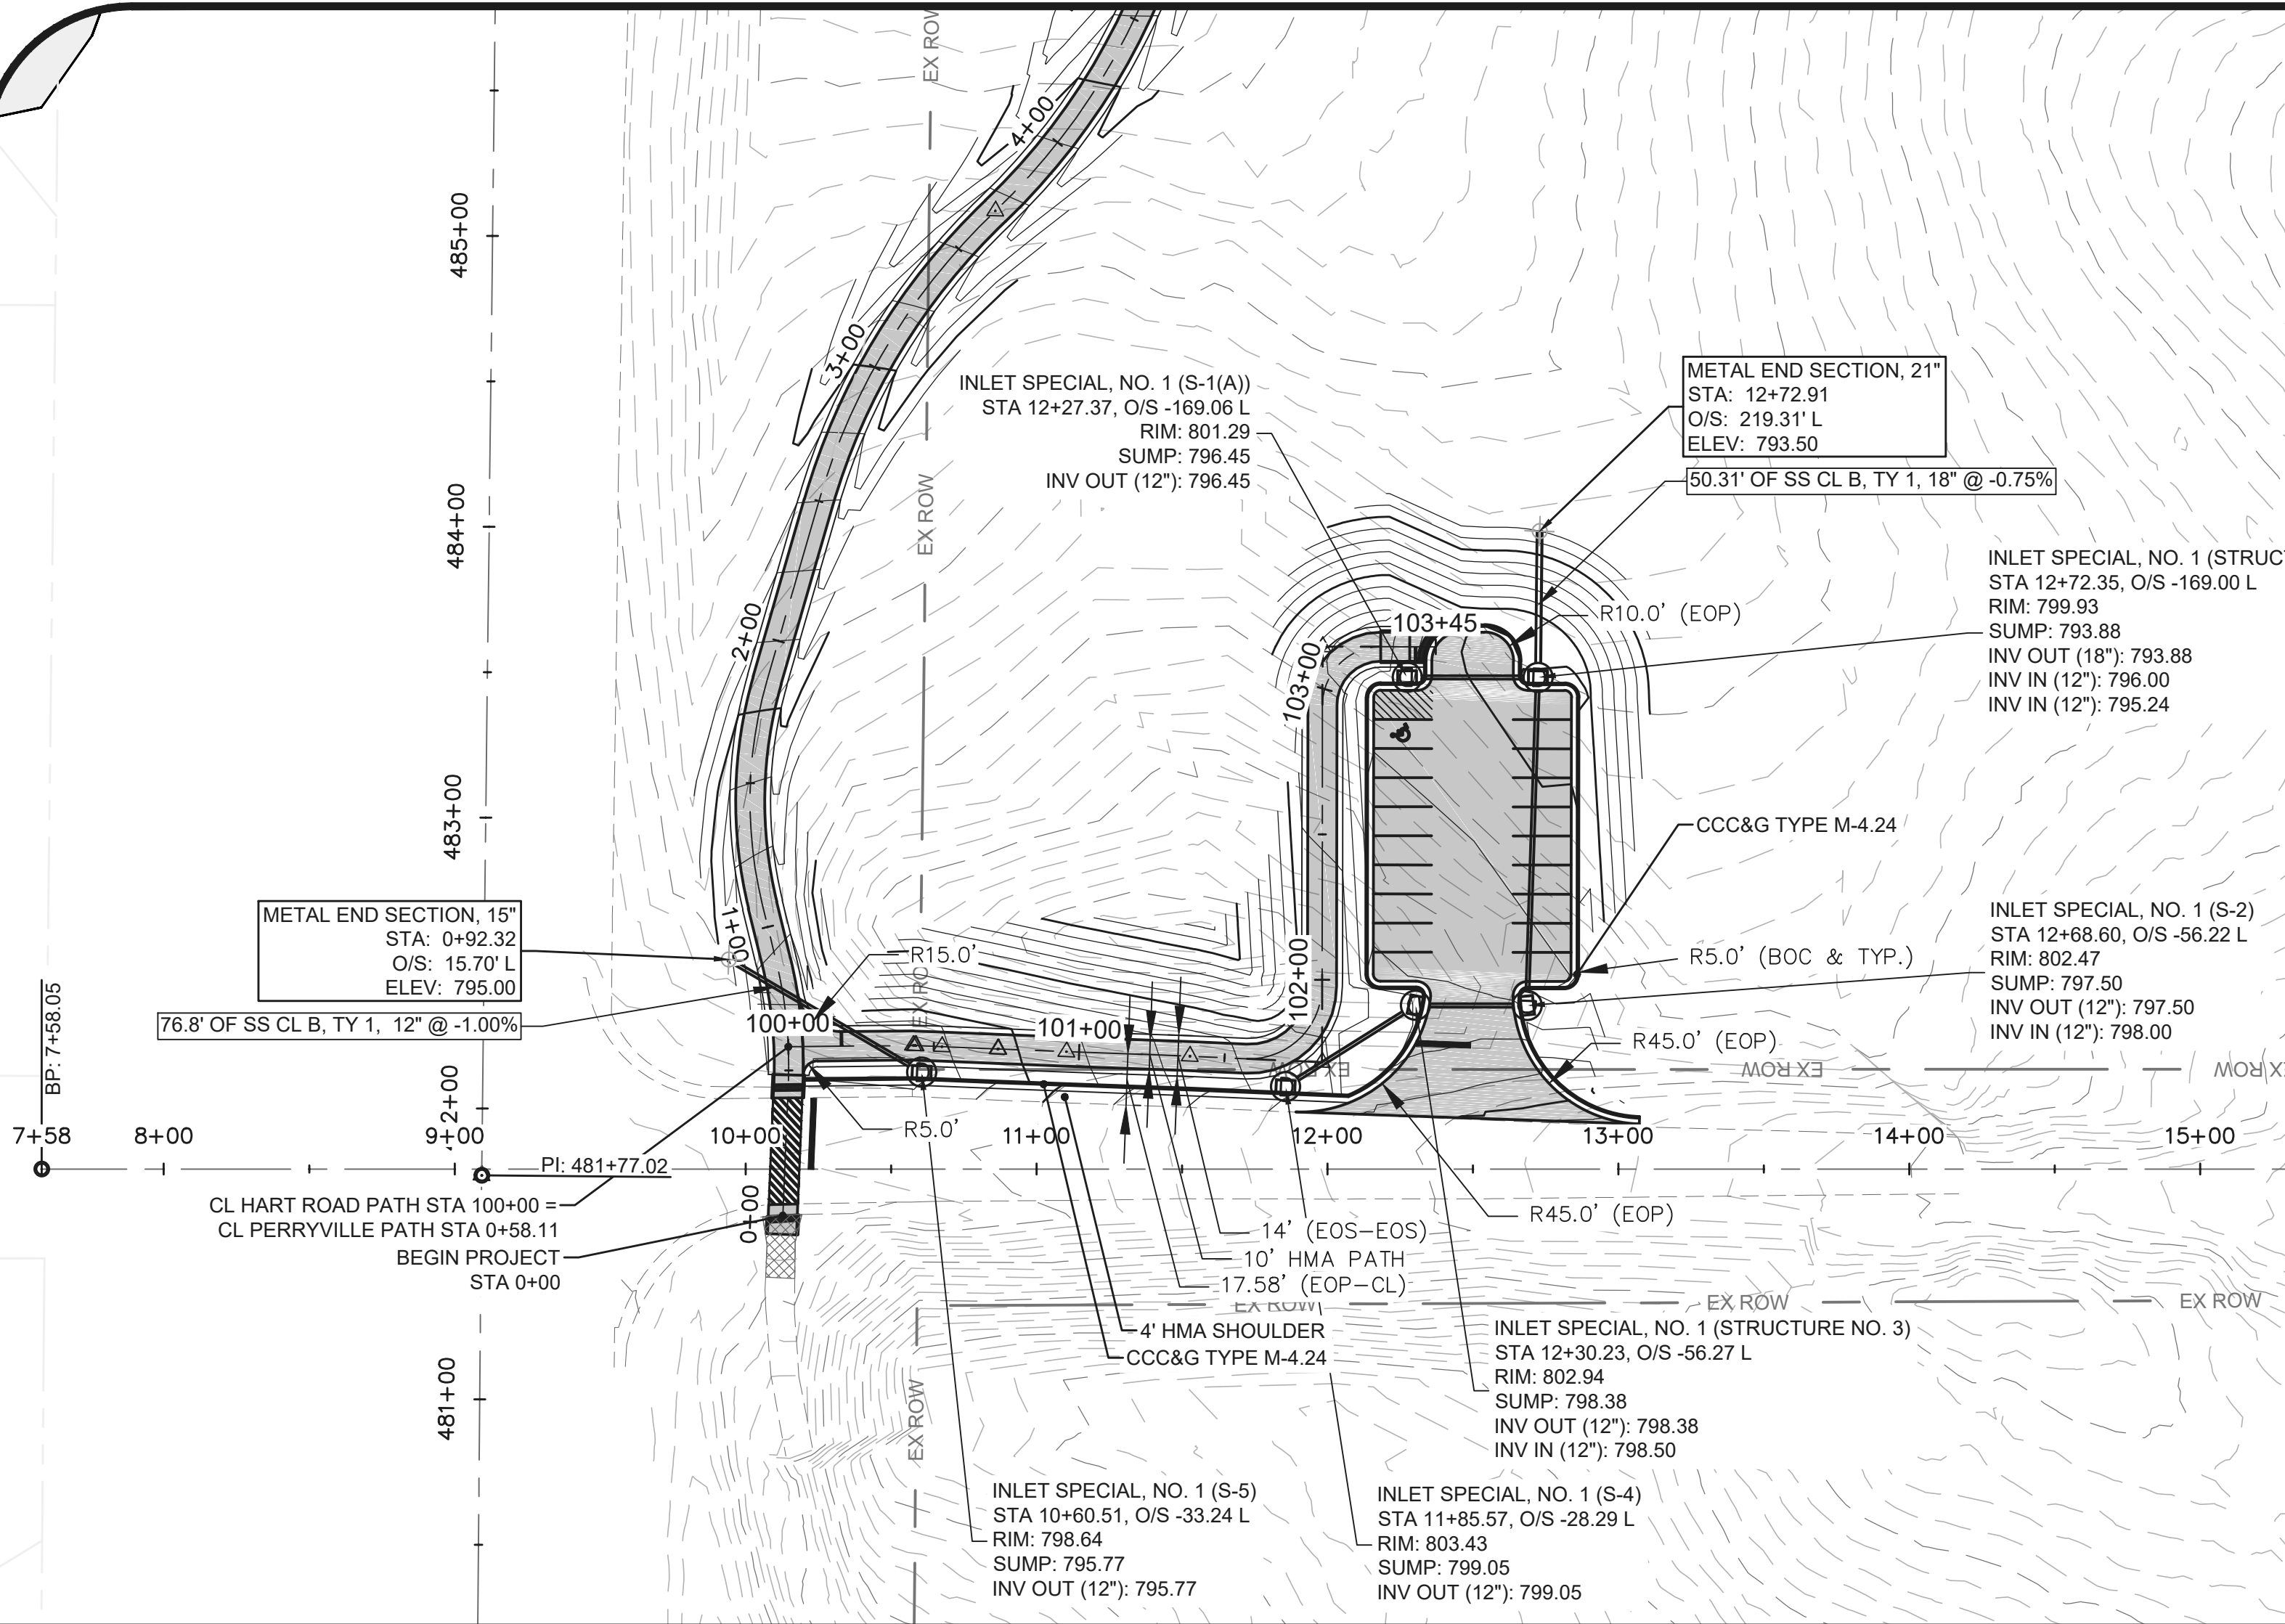 EX ROW
4+00
485+00
3+00
EX ROW
484+00
2+00
INLET SPECIAL, NO. 1 (S-1(A))
STA 12+27.37, O/S -169.06 L
RIM: 801.29
SUMP: 796.45
INV OUT (12"): 796.45
METAL END SECTION, 21"
STA: 12+72.91
O/S: 219.31' L
ELEV: 793.50
50.31' OF SS CL B, TY 1, 18" @ -0.75%
R10.0' (EOP)
103+45
103+00
INLET SPECIAL, NO. 1 (STRUCT
STA 12+72.35, O/S -169.00 L
RIM: 799.93
SUMP: 793.88
INV OUT (18"): 793.88
INV IN (12"): 796.00
INV IN (12"): 795.24
483+00
CCC&G TYPE M-4.24
METAL END SECTION, 15"
STA: 0+92.32
O/S: 15.70' L
ELEV: 795.00
76.8' OF SS CL B, TY 1, 12" @ -1.00%
1+00
R15.0'
EX ROW
102+00
R5.0' (BOC & TYP.)
INLET SPECIAL, NO. 1 (S-2)
STA 12+68.60, O/S -56.22 L
RIM: 802.47
SUMP: 797.50
INV OUT (12"): 797.50
INV IN (12"): 798.00
BP: 7+58.05
100+00
101+00
R45.0' (EOP)
EX ROW
EX ROW
EX ROW
2+00
R5.0'
7+58
8+00
9+00
10+00
11+00
12+00
13+00
14+00
15+00
PI: 481+77.02
CL HART ROAD PATH STA 100+00 =
CL PERRYVILLE PATH STA 0+58.11
BEGIN PROJECT
STA 0+00
0+00
R45.0' (EOP)
14' (EOS-EOS)
10' HMA PATH
17.58' (EOP-CL)
EX ROW
EX ROW
EX ROW
4' HMA SHOULDER
CCC&G TYPE M-4.24
481+00
EX ROW
INLET SPECIAL, NO. 1 (STRUCTURE NO. 3)
STA 12+30.23, O/S -56.27 L
RIM: 802.94
SUMP: 798.38
INV OUT (12"): 798.38
INV IN (12"): 798.50
INLET SPECIAL, NO. 1 (S-5)
STA 10+60.51, O/S -33.24 L
RIM: 798.64
SUMP: 795.77
INV OUT (12"): 795.77
INLET SPECIAL, NO. 1 (S-4)
STA 11+85.57, O/S -28.29 L
RIM: 803.43
SUMP: 799.05
INV OUT (12"): 799.05